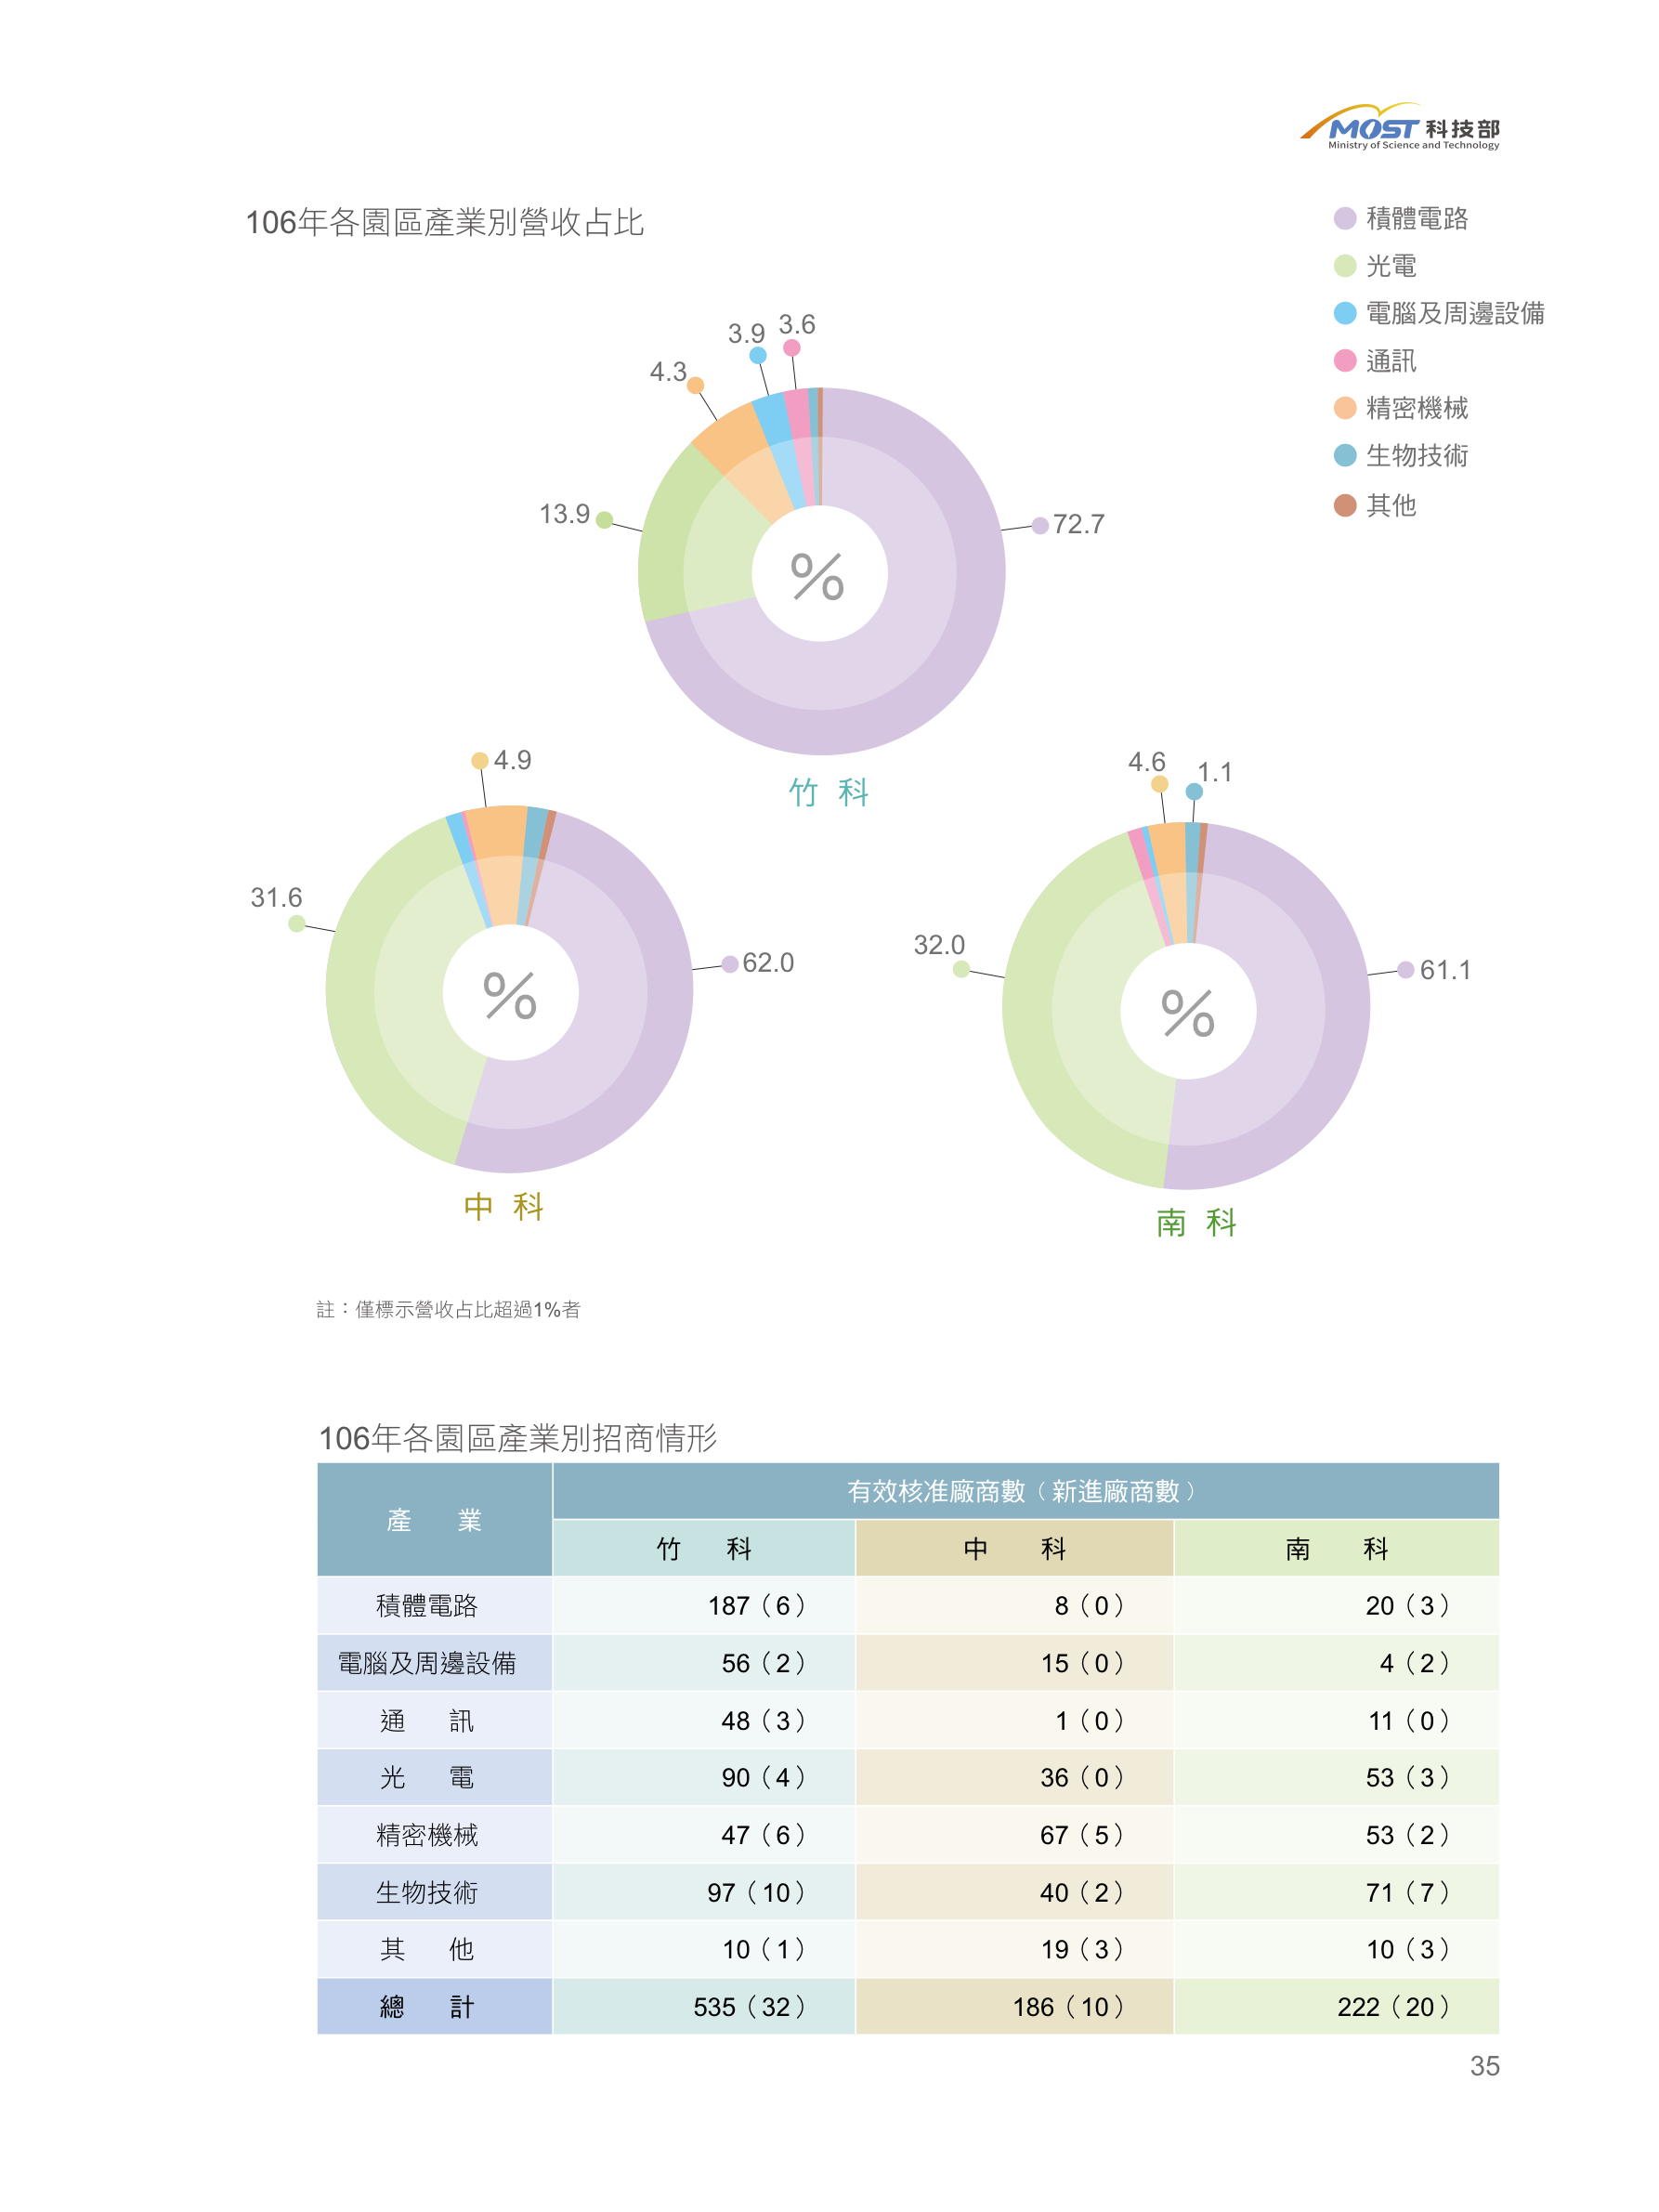 MOST 科技部
Ministry of Science and Technology
106年各園區產業別營收占比
積體電路
光電
電腦及周邊設備
通訊
精密機械
生物技術
其他
3.6
3.9
4.3
13.9
72.7
%
竹 科
4.9
31.6
62.0
%
中 科
4.6
1.1
32.0
61.1
%
南 科
註：僅標示營收占比超過1%者
106年各園區產業別招商情形
產 業 有效核准廠商數（新進廠商數）
竹 科 中 科 南 科
積體電路 187（6） 8（0） 20（3）
電腦及周邊設備 56（2） 15（0） 4（2）
通 訊 48（3） 1（0） 11（0）
光 電 90（4） 36（0） 53（3）
精密機械 47（6） 67（5） 53（2）
生物技術 97（10） 40（2） 71（7）
其 他 10（1） 19（3） 10（3）
總 計 535（32） 186（10） 222（20）
35